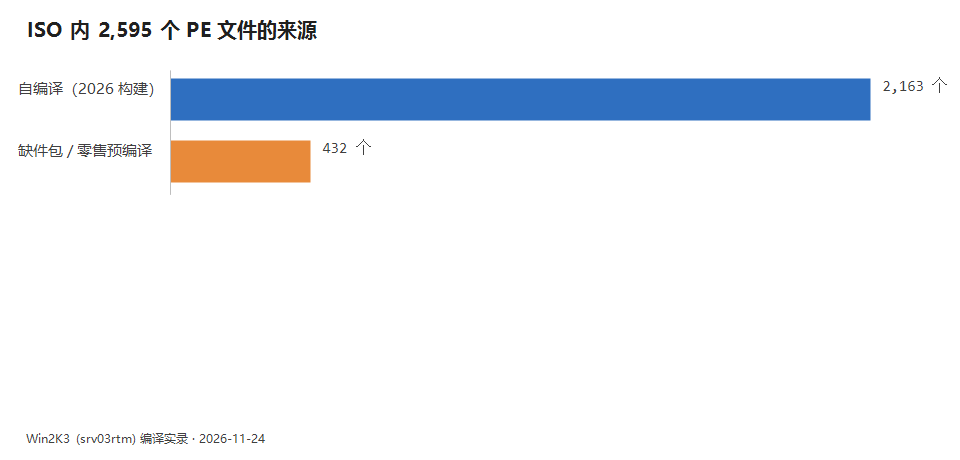 ISO 内 2,595 个 PE 文件的来源
自编译（2026 构建） 2,163 个
缺件包 / 零售预编译 432 个
Win2K3 (srv03rtm) 编译实录 · 2026-11-24